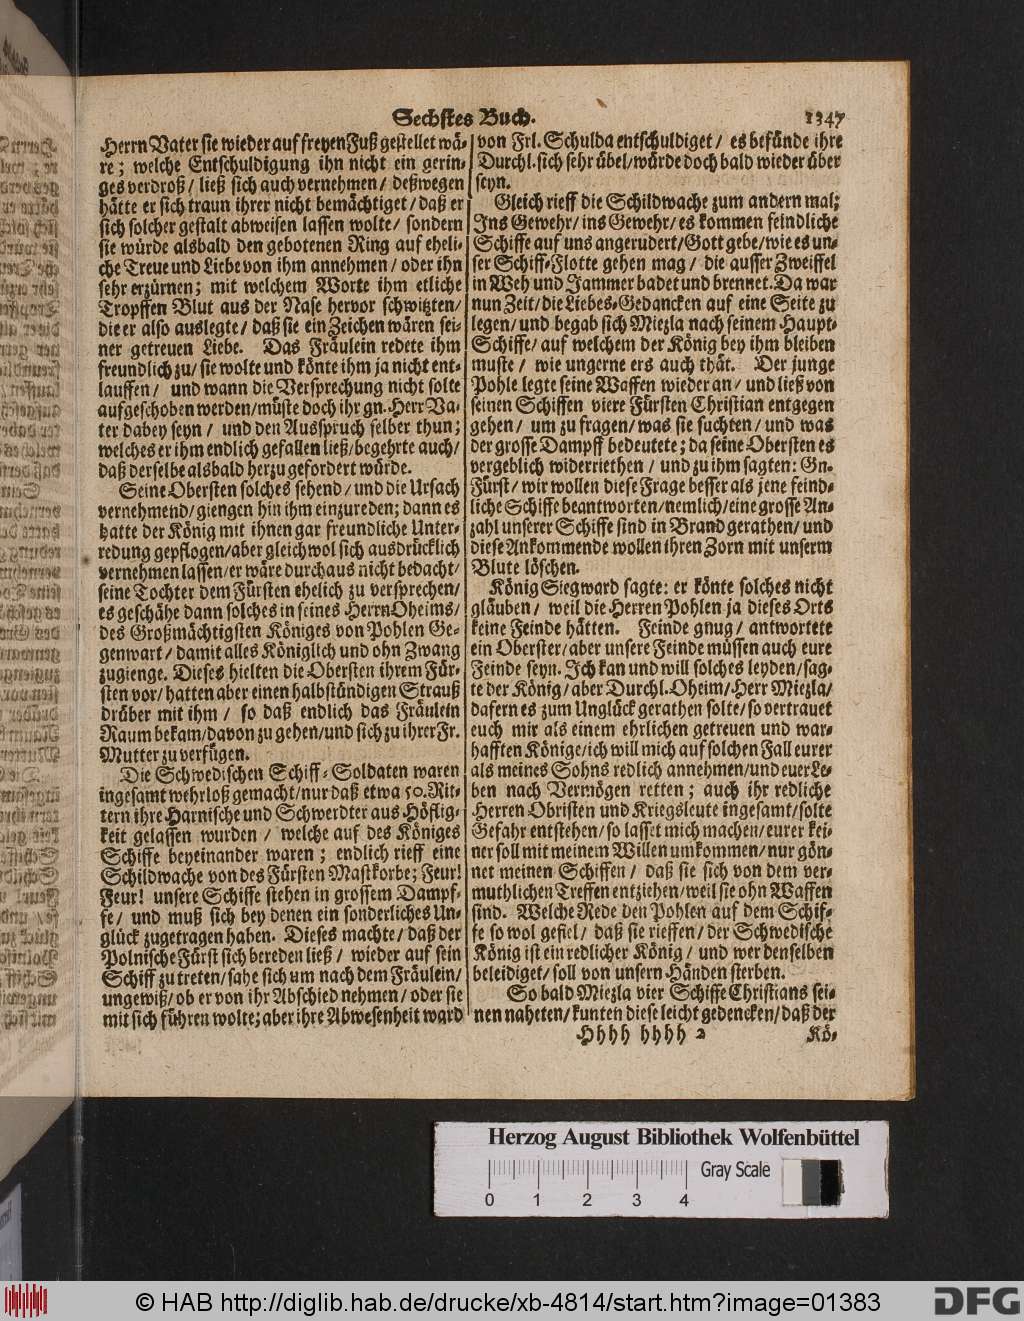 Sechstes Buch. 1347
Herrn Vater sie wieder auf freyen Fuß gestellet wä-
re; welche Entschuldigung ihn nicht ein gerin-
ges verdroß/ ließ sich auch vernehmen/ deßwegen
hätte er sich traun ihrer nicht bemächtiget/ daß er
sich solcher gestalt abweisen lassen wolte/ sondern
sie würde alsbald den gebotenen Ring auf eheli-
che Treue und Liebe von ihm annehmen/ oder ihn
sehr erzürnen; mit welchem Worte ihm etliche
Tropffen Blut aus der Nase hervor schwitzten/
die er also auslegte/ daß sie ein Zeichen wären sei-
ner getreuen Liebe. Das Fräulein redete ihm
freundlich zu/ sie wolte und könte ihm ja nicht ent-
lauffen/ und wann die Versprechung nicht solte
aufgeschoben werden/ müste doch ihr gn. Herr Va-
ter dabey seyn/ und den Ausspruch selber thun;
welches er ihm endlich gefallen ließ/ begehrte auch/
daß derselbe alsbald herzu gefordert würde.
Seine Obersten solches sehend/ und die Ursach
vernehmend/ giengen hin ihm einzureden; dann es
hatte der König mit ihnen gar freundliche Unter-
redung gepflogen/ aber gleichwol sich ausdrücklich
vernehmen lassen/ er wäre durchaus nicht bedacht/
seine Tochter dem Fürsten ehelich zu versprechen/
es geschähe dann solches in seines Herrn Oheims/
des Großmächtigsten Königes von Pohlen Ge-
genwart/ damit alles Königlich und ohn Zwang
zugienge. Dieses hielten die Obersten ihrem Für-
sten vor/ hatten aber einen halbstündigen Strauß
drüber mit ihm/ so daß endlich das Fräulein
Raum bekam/ davon zu gehen/ und sich zu ihrer Fr.
Mutter zu verfügen.
Die Schwedischen Schiff-Soldaten waren
ingesamt wehrloß gemacht/ nur daß etwa 50. Rit-
tern ihre Harnische und Schwerdter aus Höflig-
keit gelassen wurden/ welche auf des Königes
Schiffe beyeinander waren; endlich rieff eine
Schildwache von des Fürsten Mastkorbe; Feur!
Feur! unsere Schiffe stehen in grossem Dampf-
fe/ und muß sich bey denen ein sonderliches Un-
glück zugetragen haben. Dieses machte/ daß der
Polnische Fürst sich bereden ließ/ wieder auf sein
Schiff zu treten/ sahe sich um nach dem Fräulein/
ungewiß/ ob er von ihr Abschied nehmen/ oder sie
mit sich führen wolte; aber ihre Abwesenheit ward
von Frl. Schulda entschuldiget/ es befünde ihre
Durchl. sich sehr übel/ würde doch bald wieder über
seyn.
Gleich rieff die Schildwache zum andern mal;
Ins Gewehr/ ins Gewehr/ es kommen feindliche
Schiffe auf uns angerudert/ Gott gebe/ wie es un-
ser Schiff-Flotte gehen mag/ die ausser Zweiffel
in Weh und Jammer badet und brennet. Da war
nun Zeit/ die Liebes-Gedancken auf eine Seite zu
legen/ und begab sich Miezla nach seinem Haupt-
Schiffe/ auf welchem der König bey ihm bleiben
muste/ wie ungerne ers auch thät. Der junge
Pohle legte seine Waffen wieder an/ und ließ von
seinen Schiffen viere Fürsten Christian entgegen
gehen/ um zu fragen/ was sie suchten/ und was
der grosse Dampff bedeutete; da seine Obersten es
vergeblich widerriethen/ und zu ihm sagten: Gn.
Fürst/ wir wollen diese Frage besser als jene feind-
liche Schiffe beantworten/ nemlich/ eine grosse An-
zahl unserer Schiffe sind in Brand gerathen/ und
diese Ankommende wollen ihren Zorn mit unserm
Blute löschen.
König Siegward sagte: er könte solches nicht
gläuben/ weil die Herren Pohlen ja dieses Orts
keine Feinde hätten. Feinde gnug/ antwortete
ein Oberster/ aber unsere Feinde müssen auch eure
Feinde seyn. Ich kan und will solches leyden/ sag-
te der König/ aber Durchl. Oheim/ Herr Miezla/
dafern es zum Unglück gerathen solte/ so vertrauet
euch mir als einem ehrlichen getreuen und war-
hafften Könige/ ich will mich auf solchen Fall eurer
als meines Sohns redlich annehmen/ und euer Le-
ben nach Vermögen retten; auch ihr redliche
Herren Obristen und Kriegsleute ingesamt/ solte
Gefahr entstehen/ so lasset mich machen/ eurer kei-
ner soll mit meinem Willen umkommen/ nur gön-
net meinen Schiffen/ daß sie sich von dem ver-
muthlichen Treffen entziehen/ weil sie ohn Waffen
sind. Welche Rede den Pohlen auf dem Schif-
fe so wol gefiel/ daß sie rieffen/ der Schwedische
König ist ein redlicher König/ und wer denselben
beleidiget/ soll von unsern Händen sterben.
So bald Miezla vier Schiffe Christians sei-
nen naheten/ kunten diese leicht gedencken/ daß der
Hhhh hhhh 2 Kö-
Herzog August Bibliothek Wolfenbüttel
Gray Scale
0 1 2 3 4
© HAB http://diglib.hab.de/drucke/xb-4814/start.htm?image=01383
DFG